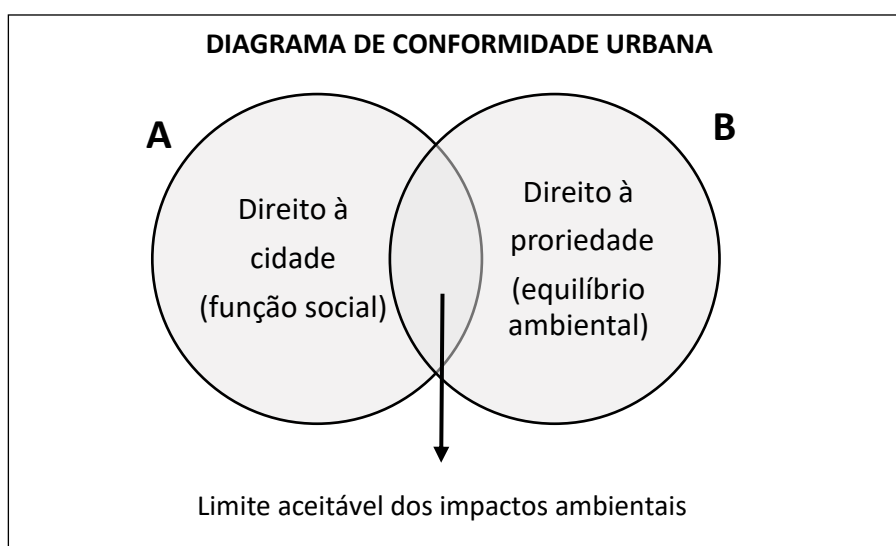 DIAGRAMA DE CONFORMIDADE URBANA
A
B
Direito à
cidade
(função social)
Direito à
proriedade
(equilíbrio
ambiental)
Limite aceitável dos impactos ambientais